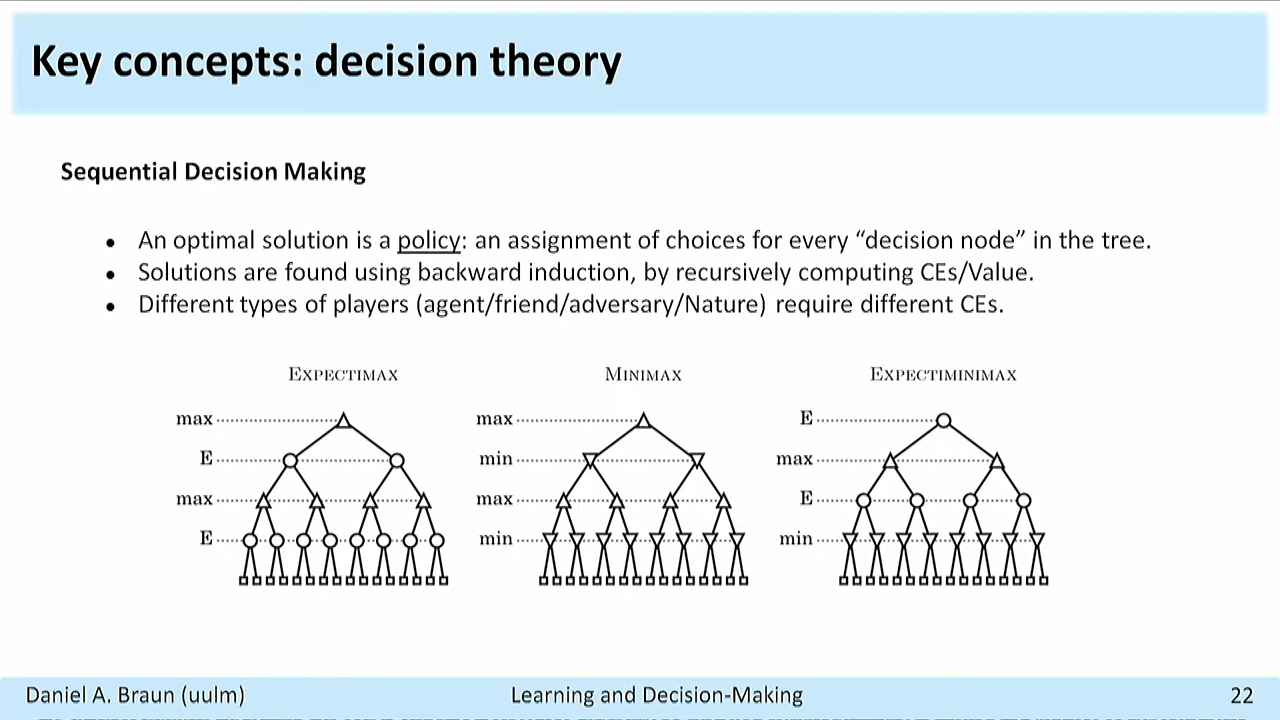 Key concepts: decision theory
Sequential Decision Making
• An optimal solution is a policy: an assignment of choices for every “decision node” in the tree.
• Solutions are found using backward induction, by recursively computing CEs/Value.
• Different types of players (agent/friend/adversary/Nature) require different CEs.
EXPECTIMAX
max
E
max
E
MINIMAX
max
min
max
min
EXPECTIMINIMAX
E
max
E
min
Daniel A. Braun (uulm) Learning and Decision-Making 22